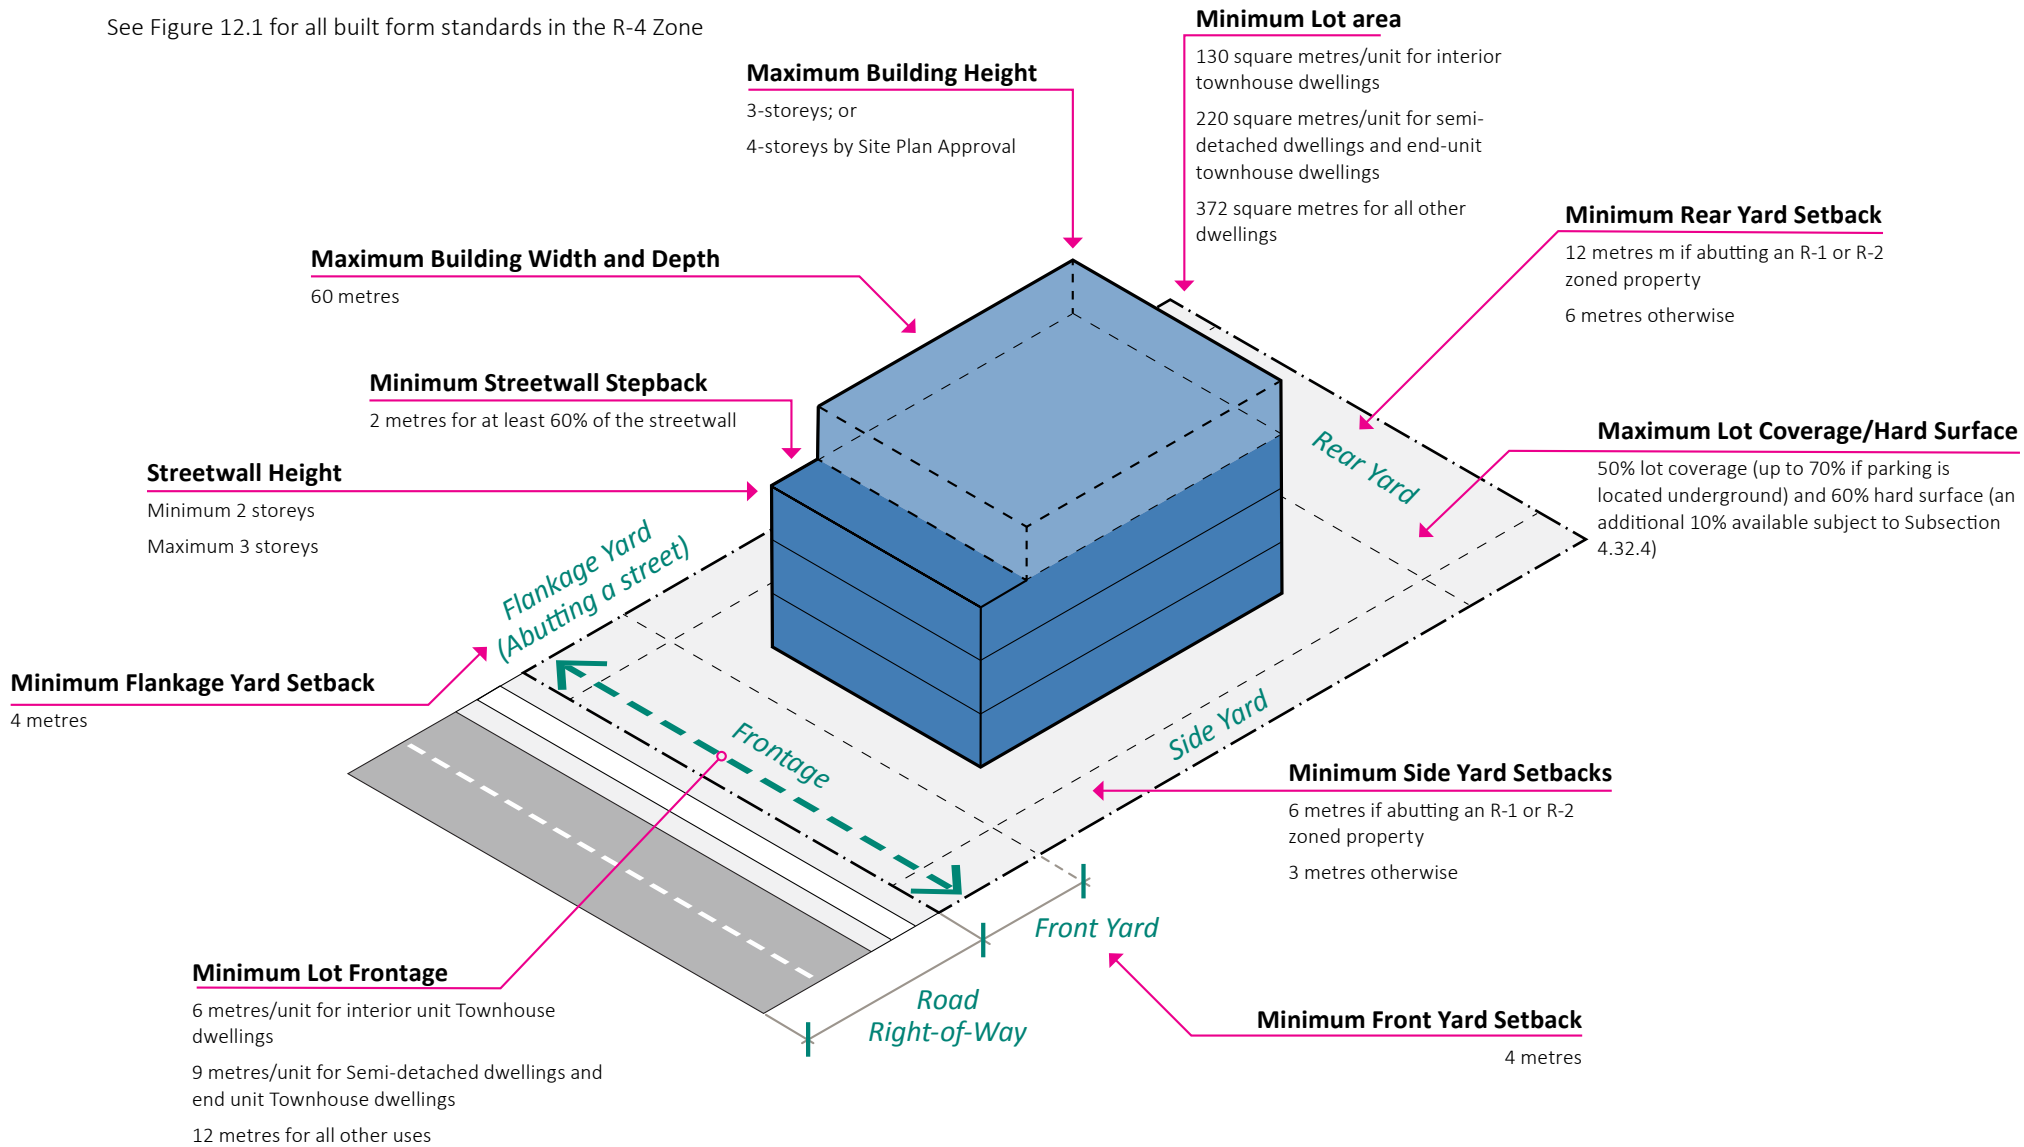 See Figure 12.1 for all built form standards in the R-4 Zone
Minimum Lot area
130 square metres/unit for interior
townhouse dwellings
220 square metres/unit for semi-
detached dwellings and end-unit
townhouse dwellings
372 square metres for all other
dwellings
Maximum Building Height
3-storeys; or
4-storeys by Site Plan Approval
Minimum Rear Yard Setback
12 metres m if abutting an R-1 or R-2
zoned property
6 metres otherwise
Maximum Building Width and Depth
60 metres
Minimum Streetwall Stepback
2 metres for at least 60% of the streetwall
Rear Yard
Maximum Lot Coverage/Hard Surface
50% lot coverage (up to 70% if parking is
located underground) and 60% hard surface (an
additional 10% available subject to Subsection
4.32.4)
Streetwall Height
Minimum 2 storeys
Maximum 3 storeys
Flankage Yard
(Abutting a street)
Minimum Flankage Yard Setback
4 metres
Frontage
Side Yard
Minimum Side Yard Setbacks
6 metres if abutting an R-1 or R-2
zoned property
3 metres otherwise
Front Yard
Road
Right-of-Way
Minimum Lot Frontage
6 metres/unit for interior unit Townhouse
dwellings
9 metres/unit for Semi-detached dwellings and
end unit Townhouse dwellings
12 metres for all other uses
Minimum Front Yard Setback
4 metres